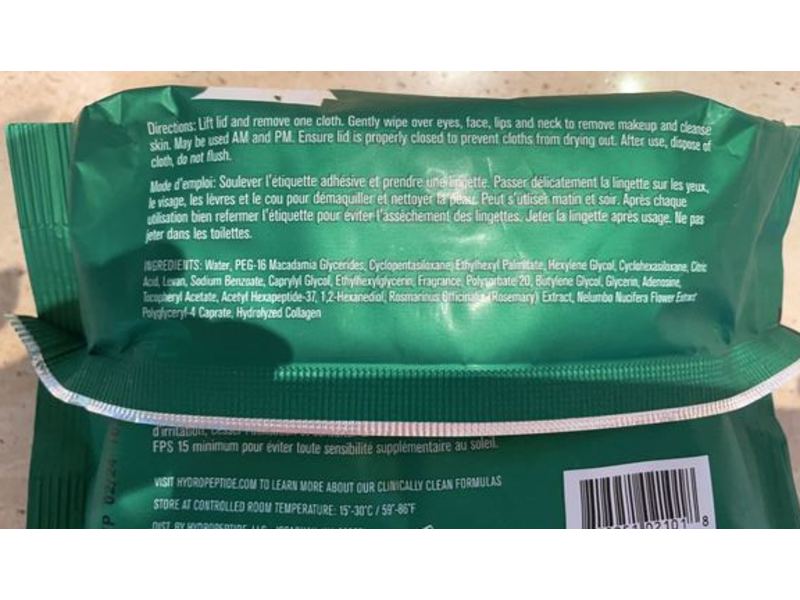 Directions: Lift lid and remove one cloth. Gently wipe over eyes, face, lips and neck to remove makeup and cleanse
skin. May be used AM and PM. Ensure lid is properly closed to prevent cloths from drying out. After use, dispose of
cloth, do not flush.
Mode d'emploi: Soulever l'étiquette adhésive et prendre une lingette. Passer délicatement la lingette sur les yeux,
le visage, les lèvres et le cou pour démaquiller et nettoyer la peau. Peut s'utiliser matin et soir. Après chaque
utilisation bien refermer l'étiquette pour éviter l'assèchement des lingettes. Jeter la lingette après usage. Ne pas
jeter dans les toilettes.
INGREDIENTS: Water, PEG-16 Macadamia Glycerides, Cyclopentasiloxane, Ethylhexyl Palmitate, Hexylene Glycol, Cyclohexasiloxane, Citric
Acid, Levan, Sodium Benzoate, Caprylyl Glycol, Ethylhexylglycerin, Fragrance, Polysorbate 20, Butylene Glycol, Glycerin, Adenosine,
Tocopheryl Acetate, Acetyl Hexapeptide-37, 1,2-Hexanediol, Rosmarinus Officinalis (Rosemary) Extract, Nelumbo Nucifera Flower Extract
Polyglyceryl-4 Caprate, Hydrolyzed Collagen
d'irritation,
FPS 15 minimum pour éviter toute sensibilité supplémentaire au soleil.
VISIT HYDROPEPTIDE.COM TO LEARN MORE ABOUT OUR CLINICALLY CLEAN FORMULAS
STORE AT CONTROLLED ROOM TEMPERATURE: 15°-30°C / 59°-86°F
DIST. BY HYDROPEPTIDE, LLC
02101 8
02/24